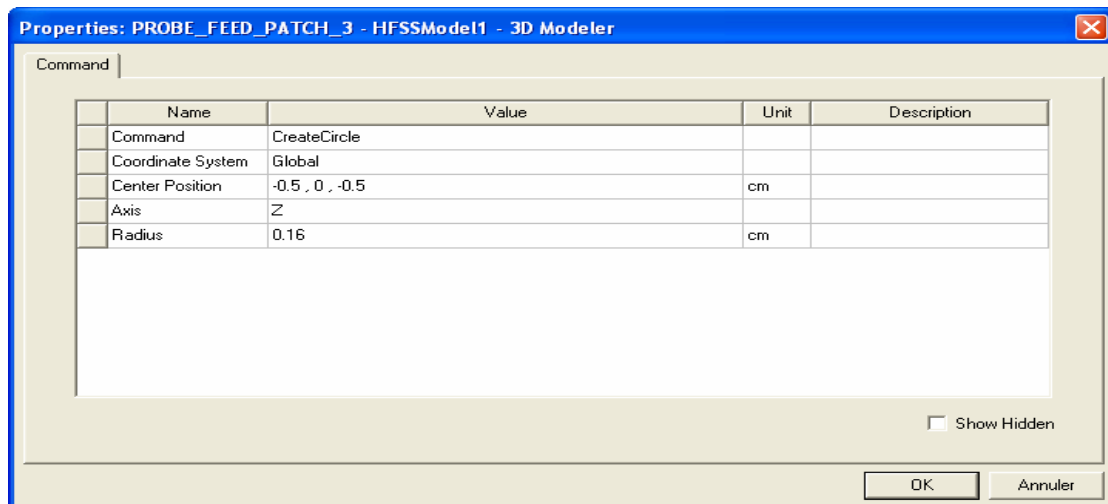 Properties: PROBE_FEED_PATCH_3 - HFSSModel1 - 3D Modeler
Command
Name Value Unit Description
Command CreateCircle
Coordinate System Global
Center Position -0.5 , 0 , -0.5 cm
Axis Z
Radius 0.16 cm
Show Hidden
OK Annuler